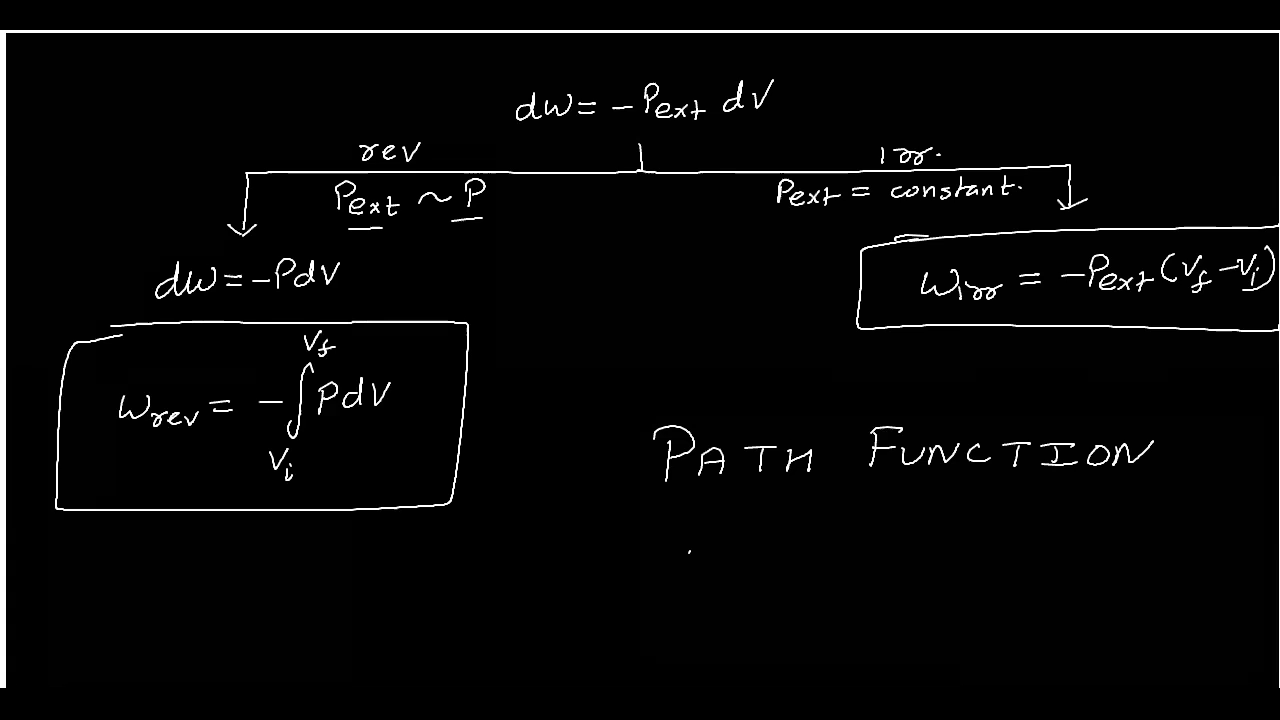 dw = -Pext dV
rev
Irr.
Pext ~ P
Pext = constant.
dw = -PdV
Wirr = -Pext (Vf - Vi)
Vf
Wrev = -∫PdV
Vi
PATH FUNCTION